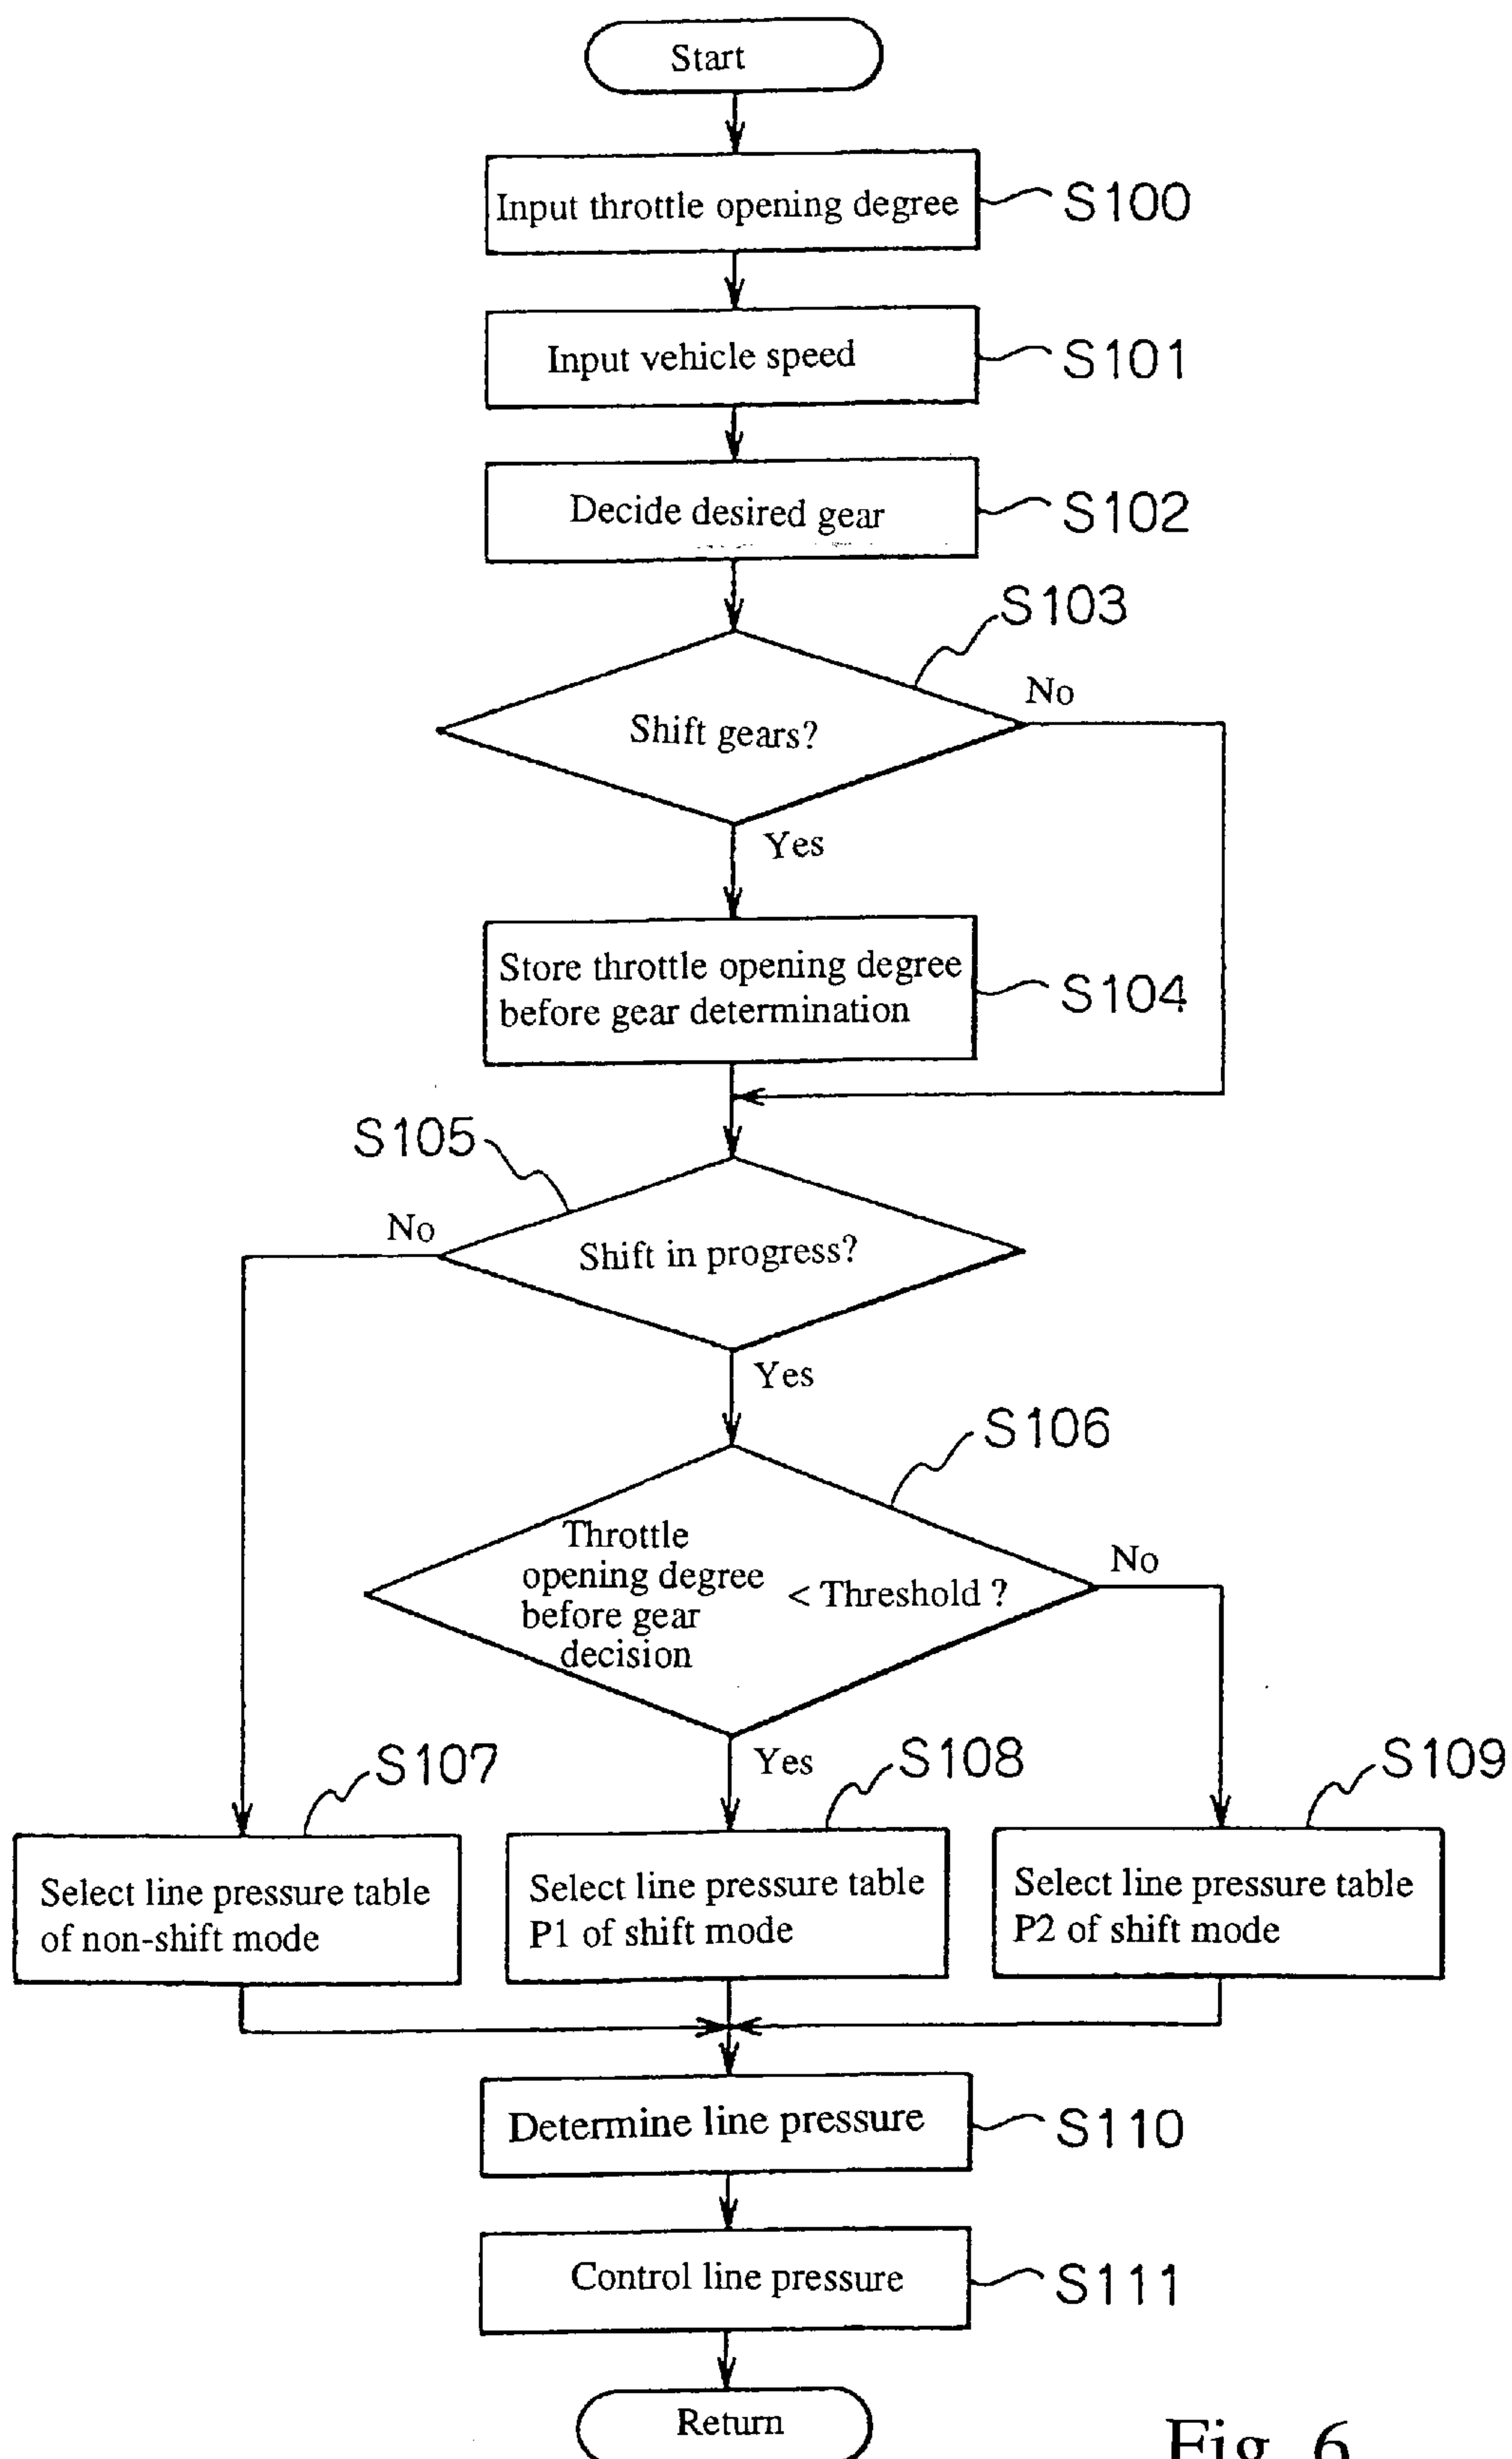 Start
Input throttle opening degree
S100
Input vehicle speed
S101
Decide desired gear
S102
S103
No
Shift gears?
Yes
Store throttle opening degree
before gear determination
S104
S105
No
Shift in progress?
Yes
S106
Throttle
opening degree
before gear
decision
< Threshold ?
No
Yes
S107
S108
S109
Select line pressure table
of non-shift mode
Select line pressure table
P1 of shift mode
Select line pressure table
P2 of shift mode
Determine line pressure
S110
Control line pressure
S111
Return
Fig. 6